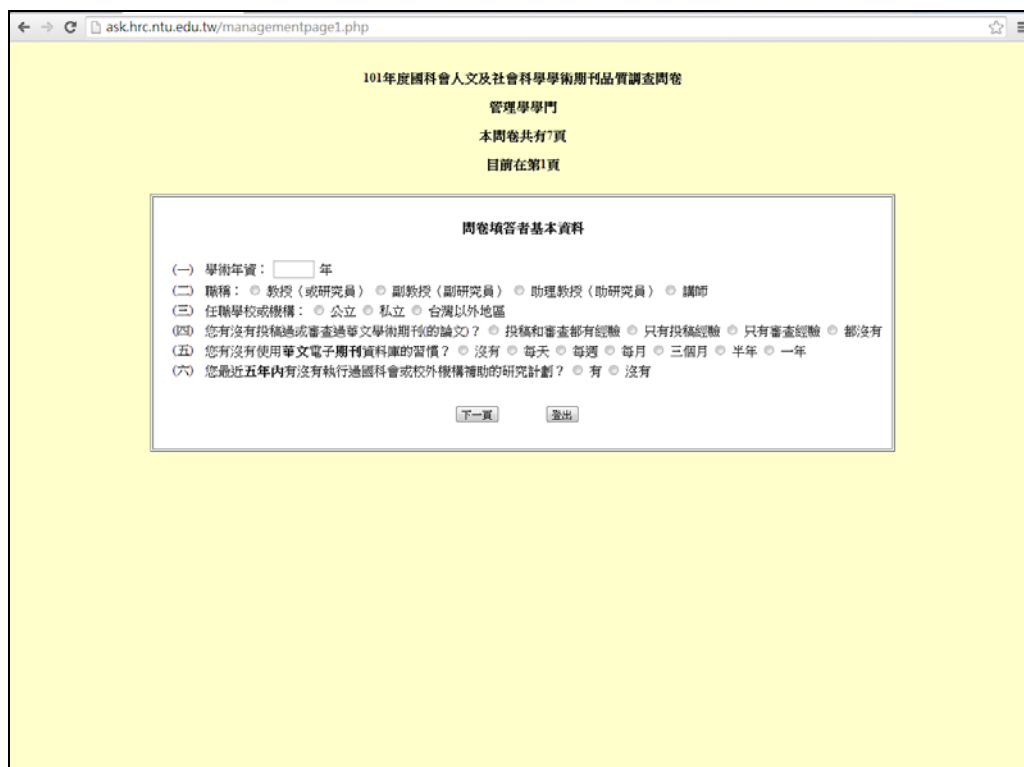 ask.hrc.ntu.edu.tw/managementpage1.php
101年度國科會人文及社會科學學術期刊品質調查問卷
管理學學門
本問卷共有7頁
目前在第1頁
問卷填答者基本資料
(一) 學術年資： 年
(二) 職稱： 教授（或研究員） 副教授（副研究員） 助理教授（助研究員） 講師
(三) 任職學校或機構： 公立 私立 台灣以外地區
(四) 您有沒有投稿過或審查過華文學術期刊(的論文)？ 投稿和審查都有經驗 只有投稿經驗 只有審查經驗 都沒有
(五) 您有沒有使用華文電子期刊資料庫的習慣？ 沒有 每天 每週 每月 三個月 半年 一年
(六) 您最近五年內有沒有執行過國科會或校外機構補助的研究計劃？ 有 沒有
下一頁 登出